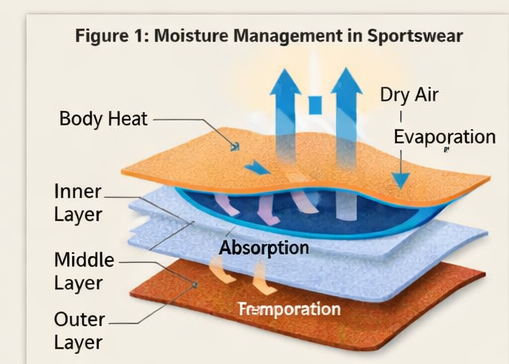 Figure 1: Moisture Management in Sportswear
Dry Air
Body Heat
Evaporation
Inner
Layer
Absorption
Middle
Layer
Outer
Layer